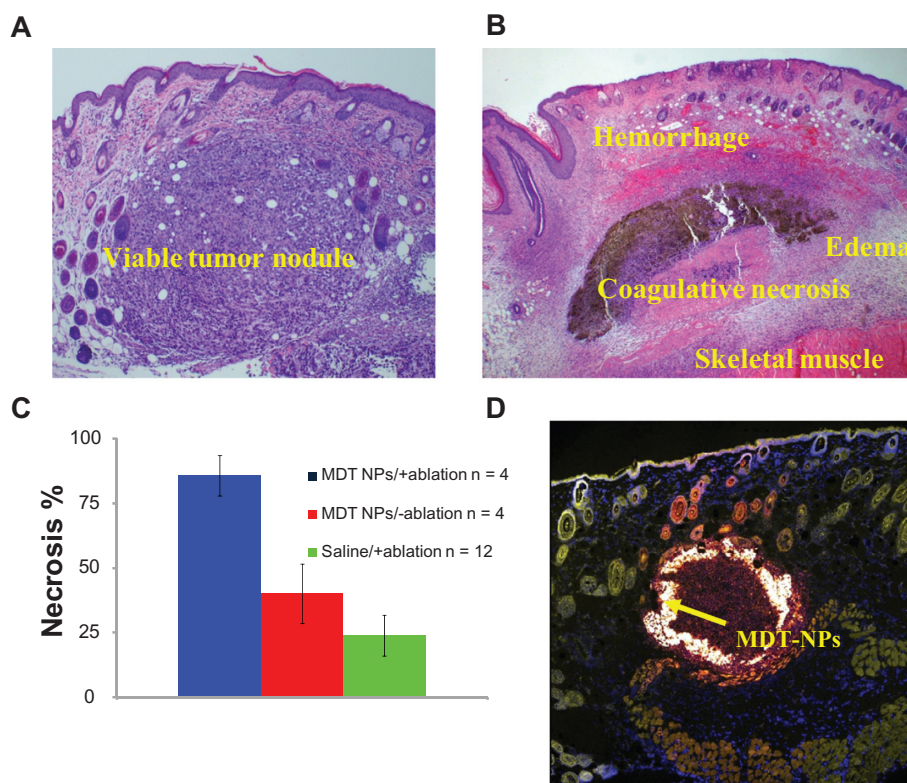 A
Viable tumor nodule
B
Hemorrhage
Edema
Coagulative necrosis
Skeletal muscle
C
100
75
50
25
0
Necrosis %
MDT NPs/+ablation n = 4
MDT NPs/-ablation n = 4
Saline/+ablation n = 12
D
MDT-NPs